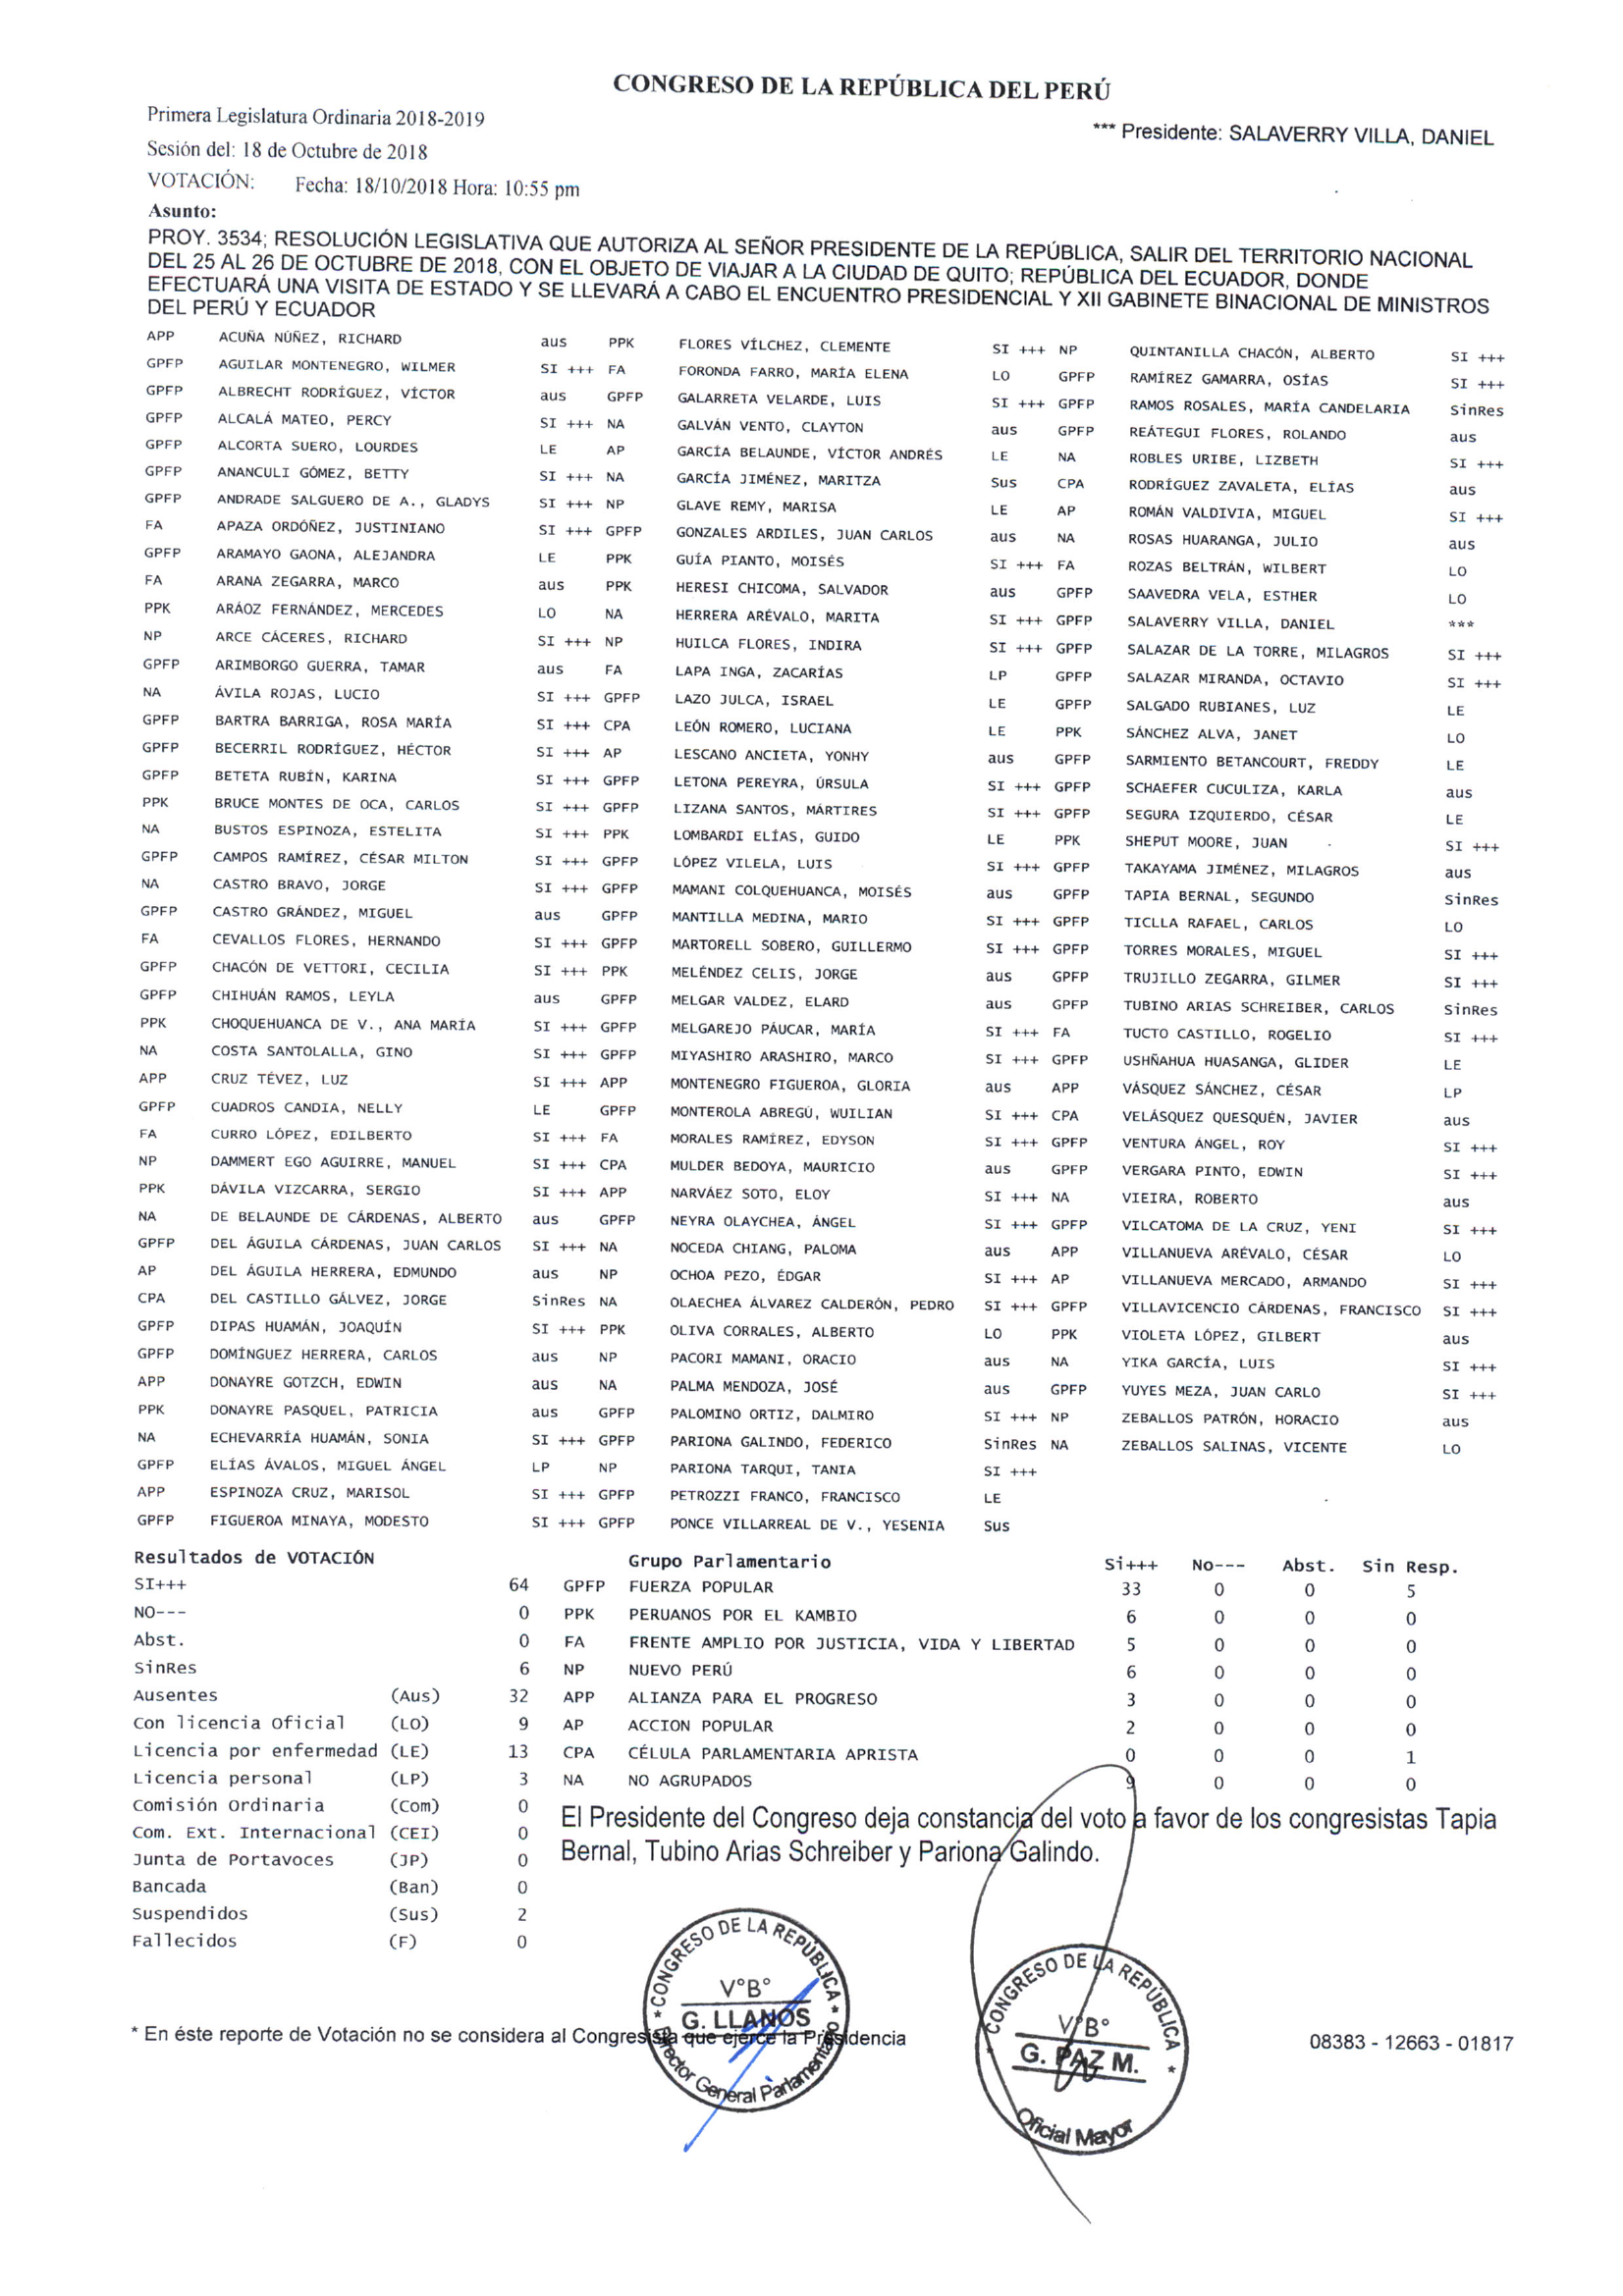 CONGRESO DE LA REPÚBLICA DEL PERÚ
Primera Legislatura Ordinaria 2018-2019
*** Presidente: SALAVERRY VILLA, DANIEL
Sesión del: 18 de Octubre de 2018
VOTACIÓN: Fecha: 18/10/2018 Hora: 10:55 pm
Asunto:
PROY. 3534; RESOLUCIÓN LEGISLATIVA QUE AUTORIZA AL SEÑOR PRESIDENTE DE LA REPÚBLICA, SALIR DEL TERRITORIO NACIONAL
DEL 25 AL 26 DE OCTUBRE DE 2018, CON EL OBJETO DE VIAJAR A LA CIUDAD DE QUITO; REPÚBLICA DEL ECUADOR, DONDE
EFECTUARÁ UNA VISITA DE ESTADO Y SE LLEVARÁ A CABO EL ENCUENTRO PRESIDENCIAL Y XII GABINETE BINACIONAL DE MINISTROS
DEL PERÚ Y ECUADOR
APP ACUÑA NÚÑEZ, RICHARD aus PPK FLORES VÍLCHEZ, CLEMENTE SI +++ NP QUINTANILLA CHACÓN, ALBERTO SI +++
GPFP AGUILAR MONTENEGRO, WILMER SI +++ FA FORONDA FARRO, MARÍA ELENA LO GPFP RAMÍREZ GAMARRA, OSÍAS SI +++
GPFP ALBRECHT RODRÍGUEZ, VÍCTOR aus GPFP GALARRETA VELARDE, LUIS SI +++ GPFP RAMOS ROSALES, MARÍA CANDELARIA SinRes
GPFP ALCALÁ MATEO, PERCY SI +++ NA GALVÁN VENTO, CLAYTON aus GPFP REÁTEGUI FLORES, ROLANDO aus
GPFP ALCORTA SUERO, LOURDES LE AP GARCÍA BELAUNDE, VÍCTOR ANDRÉS LE NA ROBLES URIBE, LIZBETH SI +++
GPFP ANANCULI GÓMEZ, BETTY SI +++ NA GARCÍA JIMÉNEZ, MARITZA Sus CPA RODRÍGUEZ ZAVALETA, ELÍAS aus
GPFP ANDRADE SALGUERO DE A., GLADYS SI +++ NP GLAVE REMY, MARISA LE AP ROMÁN VALDIVIA, MIGUEL SI +++
FA APAZA ORDÓÑEZ, JUSTINIANO SI +++ GPFP GONZALES ARDILES, JUAN CARLOS aus NA ROSAS HUARANGA, JULIO aus
GPFP ARAMAYO GAONA, ALEJANDRA LE PPK GUÍA PIANTO, MOISÉS SI +++ FA ROZAS BELTRÁN, WILBERT LO
FA ARANA ZEGARRA, MARCO aus PPK HERESI CHICOMA, SALVADOR aus GPFP SAAVEDRA VELA, ESTHER LO
PPK ARÁOZ FERNÁNDEZ, MERCEDES LO NA HERRERA ARÉVALO, MARITA SI +++ GPFP SALAVERRY VILLA, DANIEL ***
NP ARCE CÁCERES, RICHARD SI +++ NP HUILCA FLORES, INDIRA SI +++ GPFP SALAZAR DE LA TORRE, MILAGROS SI +++
GPFP ARIMBORGO GUERRA, TAMAR aus FA LAPA INGA, ZACARÍAS LP GPFP SALAZAR MIRANDA, OCTAVIO SI +++
NA ÁVILA ROJAS, LUCIO SI +++ GPFP LAZO JULCA, ISRAEL LE GPFP SALGADO RUBIANES, LUZ LE
GPFP BARTRA BARRIGA, ROSA MARÍA SI +++ CPA LEÓN ROMERO, LUCIANA LE PPK SÁNCHEZ ALVA, JANET LO
GPFP BECERRIL RODRÍGUEZ, HÉCTOR SI +++ AP LESCANO ANCIETA, YONHY aus GPFP SARMIENTO BETANCOURT, FREDDY LE
GPFP BETETA RUBÍN, KARINA SI +++ GPFP LETONA PEREYRA, ÚRSULA SI +++ GPFP SCHAEFER CUCULIZA, KARLA aus
PPK BRUCE MONTES DE OCA, CARLOS SI +++ GPFP LIZANA SANTOS, MÁRTIRES SI +++ GPFP SEGURA IZQUIERDO, CÉSAR LE
NA BUSTOS ESPINOZA, ESTELITA SI +++ PPK LOMBARDI ELÍAS, GUIDO LE PPK SHEPUT MOORE, JUAN SI +++
GPFP CAMPOS RAMÍREZ, CÉSAR MILTON SI +++ GPFP LÓPEZ VILELA, LUIS SI +++ GPFP TAKAYAMA JIMÉNEZ, MILAGROS aus
NA CASTRO BRAVO, JORGE SI +++ GPFP MAMANI COLQUEHUANCA, MOISÉS aus GPFP TAPIA BERNAL, SEGUNDO SinRes
GPFP CASTRO GRÁNDEZ, MIGUEL aus GPFP MANTILLA MEDINA, MARIO SI +++ GPFP TICLLA RAFAEL, CARLOS LO
FA CEVALLOS FLORES, HERNANDO SI +++ GPFP MARTORELL SOBERO, GUILLERMO SI +++ GPFP TORRES MORALES, MIGUEL SI +++
GPFP CHACÓN DE VETTORI, CECILIA SI +++ PPK MELÉNDEZ CELIS, JORGE aus GPFP TRUJILLO ZEGARRA, GILMER SI +++
GPFP CHIHUÁN RAMOS, LEYLA aus GPFP MELGAR VALDEZ, ELARD aus GPFP TUBINO ARIAS SCHREIBER, CARLOS SinRes
PPK CHOQUEHUANCA DE V., ANA MARÍA SI +++ GPFP MELGAREJO PÁUCAR, MARÍA SI +++ FA TUCTO CASTILLO, ROGELIO SI +++
NA COSTA SANTOLALLA, GINO SI +++ GPFP MIYASHIRO ARASHIRO, MARCO SI +++ GPFP USHÑAHUA HUASANGA, GLIDER LE
APP CRUZ TÉVEZ, LUZ SI +++ APP MONTENEGRO FIGUEROA, GLORIA aus APP VÁSQUEZ SÁNCHEZ, CÉSAR LP
GPFP CUADROS CANDIA, NELLY LE GPFP MONTEROLA ABREGÚ, WUILIAN SI +++ CPA VELÁSQUEZ QUESQUÉN, JAVIER aus
FA CURRO LÓPEZ, EDILBERTO SI +++ FA MORALES RAMÍREZ, EDYSON SI +++ GPFP VENTURA ÁNGEL, ROY SI +++
NP DAMMERT EGO AGUIRRE, MANUEL SI +++ CPA MULDER BEDOYA, MAURICIO aus GPFP VERGARA PINTO, EDWIN SI +++
PPK DÁVILA VIZCARRA, SERGIO SI +++ APP NARVÁEZ SOTO, ELOY SI +++ NA VIEIRA, ROBERTO aus
NA DE BELAUNDE DE CÁRDENAS, ALBERTO aus GPFP NEYRA OLAYCHEA, ÁNGEL SI +++ GPFP VILCATOMA DE LA CRUZ, YENI SI +++
GPFP DEL ÁGUILA CÁRDENAS, JUAN CARLOS SI +++ NA NOCEDA CHIANG, PALOMA aus APP VILLANUEVA ARÉVALO, CÉSAR LO
AP DEL ÁGUILA HERRERA, EDMUNDO aus NP OCHOA PEZO, ÉDGAR SI +++ AP VILLANUEVA MERCADO, ARMANDO SI +++
CPA DEL CASTILLO GÁLVEZ, JORGE SinRes NA OLAECHEA ÁLVAREZ CALDERÓN, PEDRO SI +++ GPFP VILLAVICENCIO CÁRDENAS, FRANCISCO SI +++
GPFP DIPAS HUAMÁN, JOAQUÍN SI +++ PPK OLIVA CORRALES, ALBERTO LO PPK VIOLETA LÓPEZ, GILBERT aus
GPFP DOMÍNGUEZ HERRERA, CARLOS aus NP PACORI MAMANI, ORACIO aus NA YIKA GARCÍA, LUIS SI +++
APP DONAYRE GOTZCH, EDWIN aus NA PALMA MENDOZA, JOSÉ aus GPFP YUYES MEZA, JUAN CARLO SI +++
PPK DONAYRE PASQUEL, PATRICIA aus GPFP PALOMINO ORTIZ, DALMIRO SI +++ NP ZEBALLOS PATRÓN, HORACIO aus
NA ECHEVARRÍA HUAMÁN, SONIA SI +++ GPFP PARIONA GALINDO, FEDERICO SinRes NA ZEBALLOS SALINAS, VICENTE LO
GPFP ELÍAS ÁVALOS, MIGUEL ÁNGEL LP NP PARIONA TARQUI, TANIA SI +++
APP ESPINOZA CRUZ, MARISOL SI +++ GPFP PETROZZI FRANCO, FRANCISCO LE
GPFP FIGUEROA MINAYA, MODESTO SI +++ GPFP PONCE VILLARREAL DE V., YESENIA Sus
Resultados de VOTACIÓN Grupo Parlamentario Si+++ No--- Abst. Sin Resp.
SI+++ 64 GPFP FUERZA POPULAR 33 0 0 5
NO--- 0 PPK PERUANOS POR EL KAMBIO 6 0 0 0
Abst. 0 FA FRENTE AMPLIO POR JUSTICIA, VIDA Y LIBERTAD 5 0 0 0
SinRes 6 NP NUEVO PERÚ 6 0 0 0
Ausentes (Aus) 32 APP ALIANZA PARA EL PROGRESO 3 0 0 0
Con licencia Oficial (LO) 9 AP ACCION POPULAR 2 0 0 0
Licencia por enfermedad (LE) 13 CPA CÉLULA PARLAMENTARIA APRISTA 0 0 0 1
Licencia personal (LP) 3 NA NO AGRUPADOS 9 0 0 0
Comisión Ordinaria (Com) 0
Com. Ext. Internacional (CEI) 0
Junta de Portavoces (JP) 0
Bancada (Ban) 0
Suspendidos (Sus) 2
Fallecidos (F) 0
El Presidente del Congreso deja constancia del voto a favor de los congresistas Tapia
Bernal, Tubino Arias Schreiber y Pariona Galindo.
* CONGRESO DE LA REPÚBLICA *
V°B°
G. LLANOS
Director General Parlamentario
* CONGRESO DE LA REPÚBLICA *
V°B°
G. PAZ M.
Oficial Mayor
* En éste reporte de Votación no se considera al Congresista que ejerce la Presidencia
08383 - 12663 - 01817